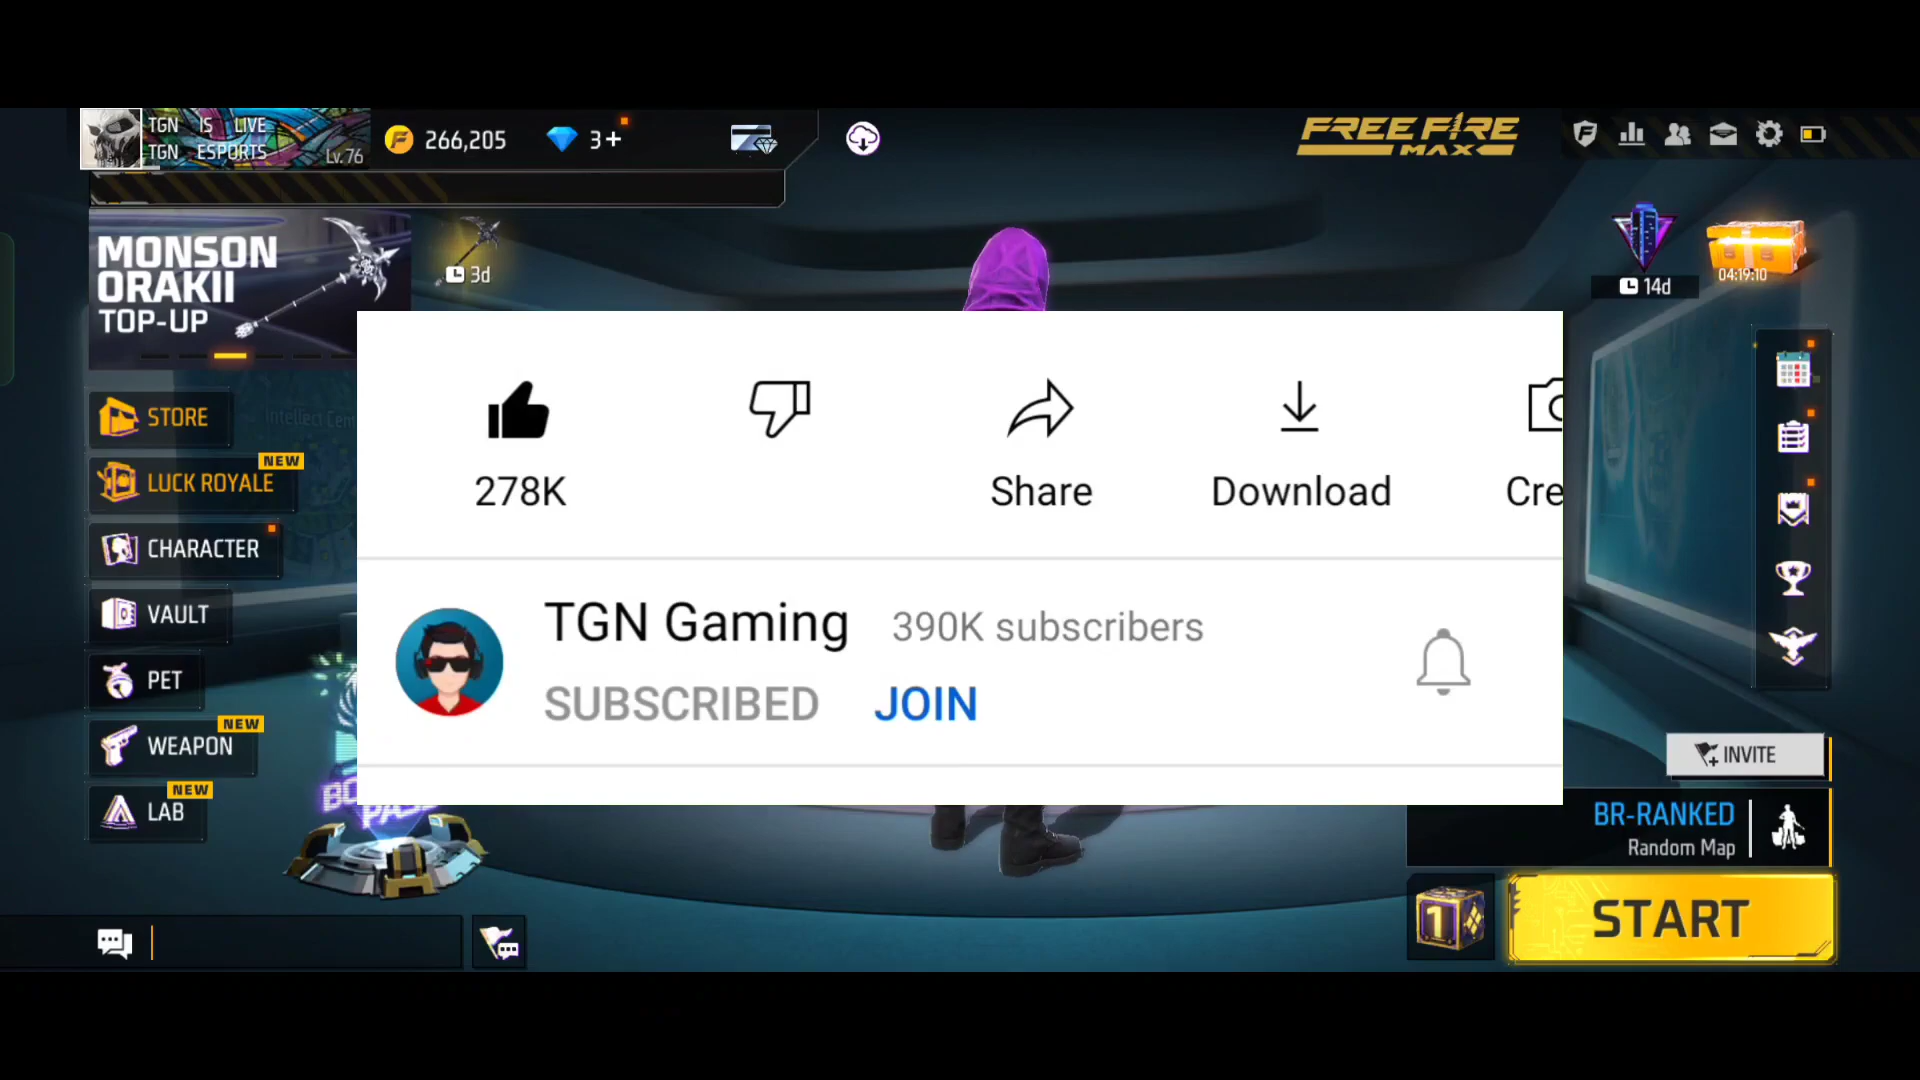 TGN IS LIVE
TGN ESPORTS
Lv.76
266,205
3+
FREE FIRE
MAX
MONSON
ORAKII
TOP-UP
3d
14d
04:19:10
STORE
Intellect Cent
NEW
LUCK ROYALE
CHARACTER
VAULT
PET
NEW
WEAPON
NEW
LAB
278K
Share
Download
Cre
TGN Gaming
390K subscribers
SUBSCRIBED
JOIN
INVITE
BR-RANKED
Random Map
1
START